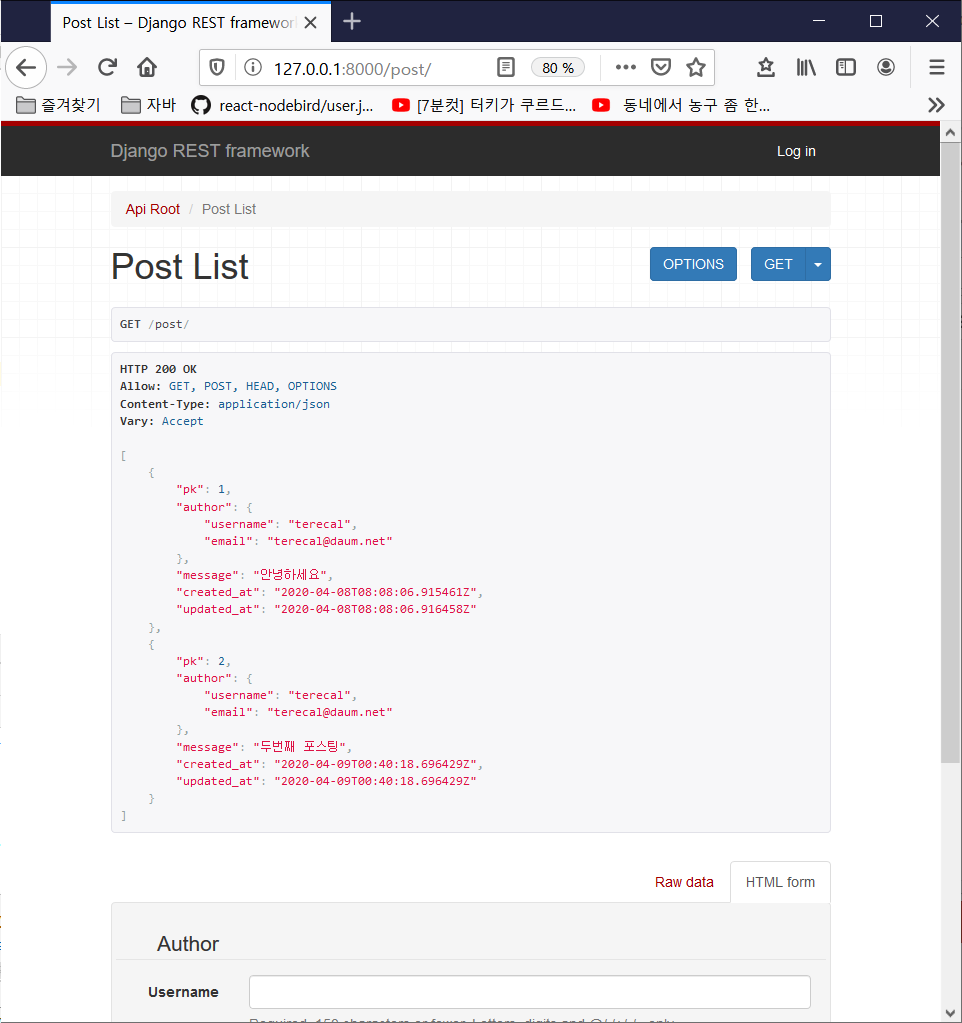 Post List – Django REST framewor
127.0.0.1:8000/post/
80 %
즐겨찾기
자바
react-nodebird/user.j...
[7분컷] 터키가 쿠르드...
동네에서 농구 좀 한...
Django REST framework
Log in
Api Root / Post List
Post List
OPTIONS
GET
GET /post/
HTTP 200 OK
Allow: GET, POST, HEAD, OPTIONS
Content-Type: application/json
Vary: Accept
[
    {
        "pk": 1,
        "author": {
            "username": "terecal",
            "email": "terecal@daum.net"
        },
        "message": "안녕하세요",
        "created_at": "2020-04-08T08:08:06.915461Z",
        "updated_at": "2020-04-08T08:08:06.916458Z"
    },
    {
        "pk": 2,
        "author": {
            "username": "terecal",
            "email": "terecal@daum.net"
        },
        "message": "두번째 포스팅",
        "created_at": "2020-04-09T00:40:18.696429Z",
        "updated_at": "2020-04-09T00:40:18.696429Z"
    }
]
Raw data
HTML form
Author
Username